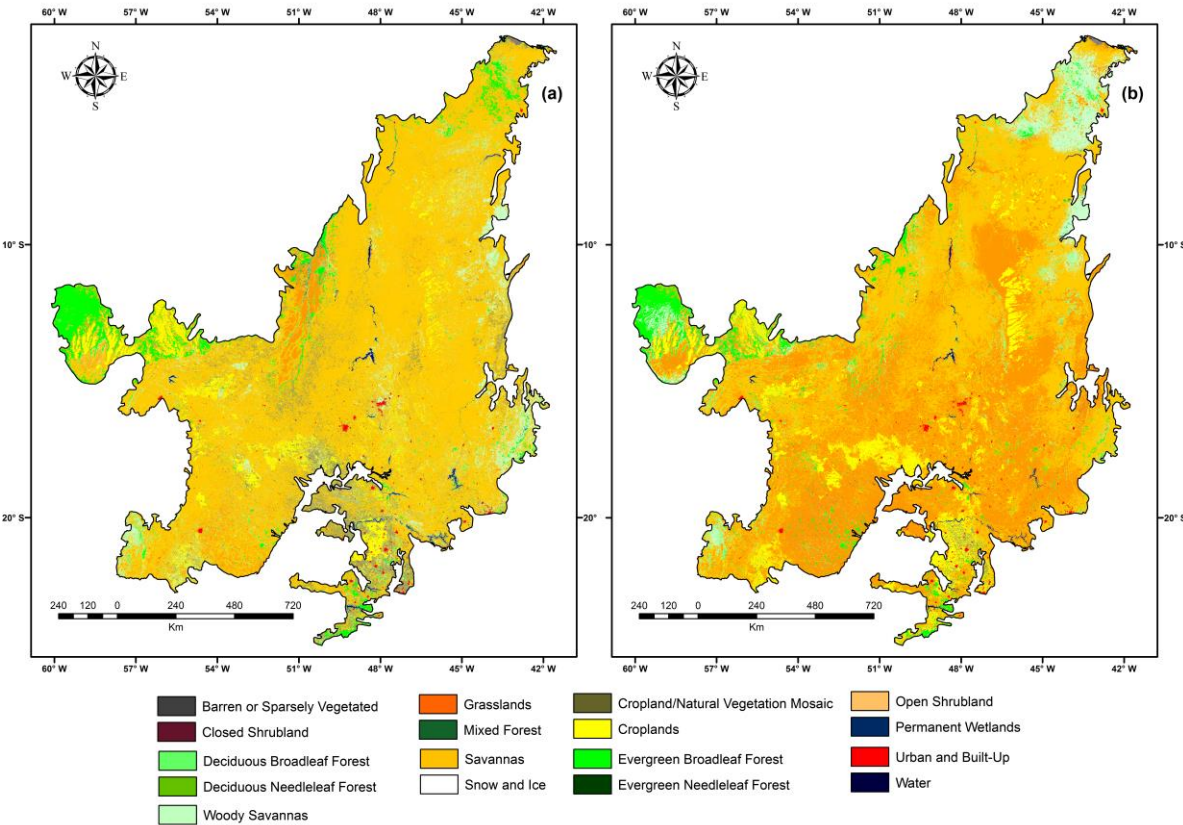 60° W 57° W 54° W 51° W 48° W 45° W 42° W 60° W 57° W 54° W 51° W 48° W 45° W 42° W
N N
W E W E
S S
(a) (b)
10° S 10° 10° S
20° S 20° 20° S
240 120 0 240 480 720 240 120 0 240 480 720
Km Km
60° W 57° W 54° W 51° W 48° W 45° W 42° W 60° W 57° W 54° W 51° W 48° W 45° W 42° W
Barren or Sparsely Vegetated
Closed Shrubland
Deciduous Broadleaf Forest
Deciduous Needleleaf Forest
Woody Savannas
Grasslands
Mixed Forest
Savannas
Snow and Ice
Cropland/Natural Vegetation Mosaic
Croplands
Evergreen Broadleaf Forest
Evergreen Needleleaf Forest
Open Shrubland
Permanent Wetlands
Urban and Built-Up
Water